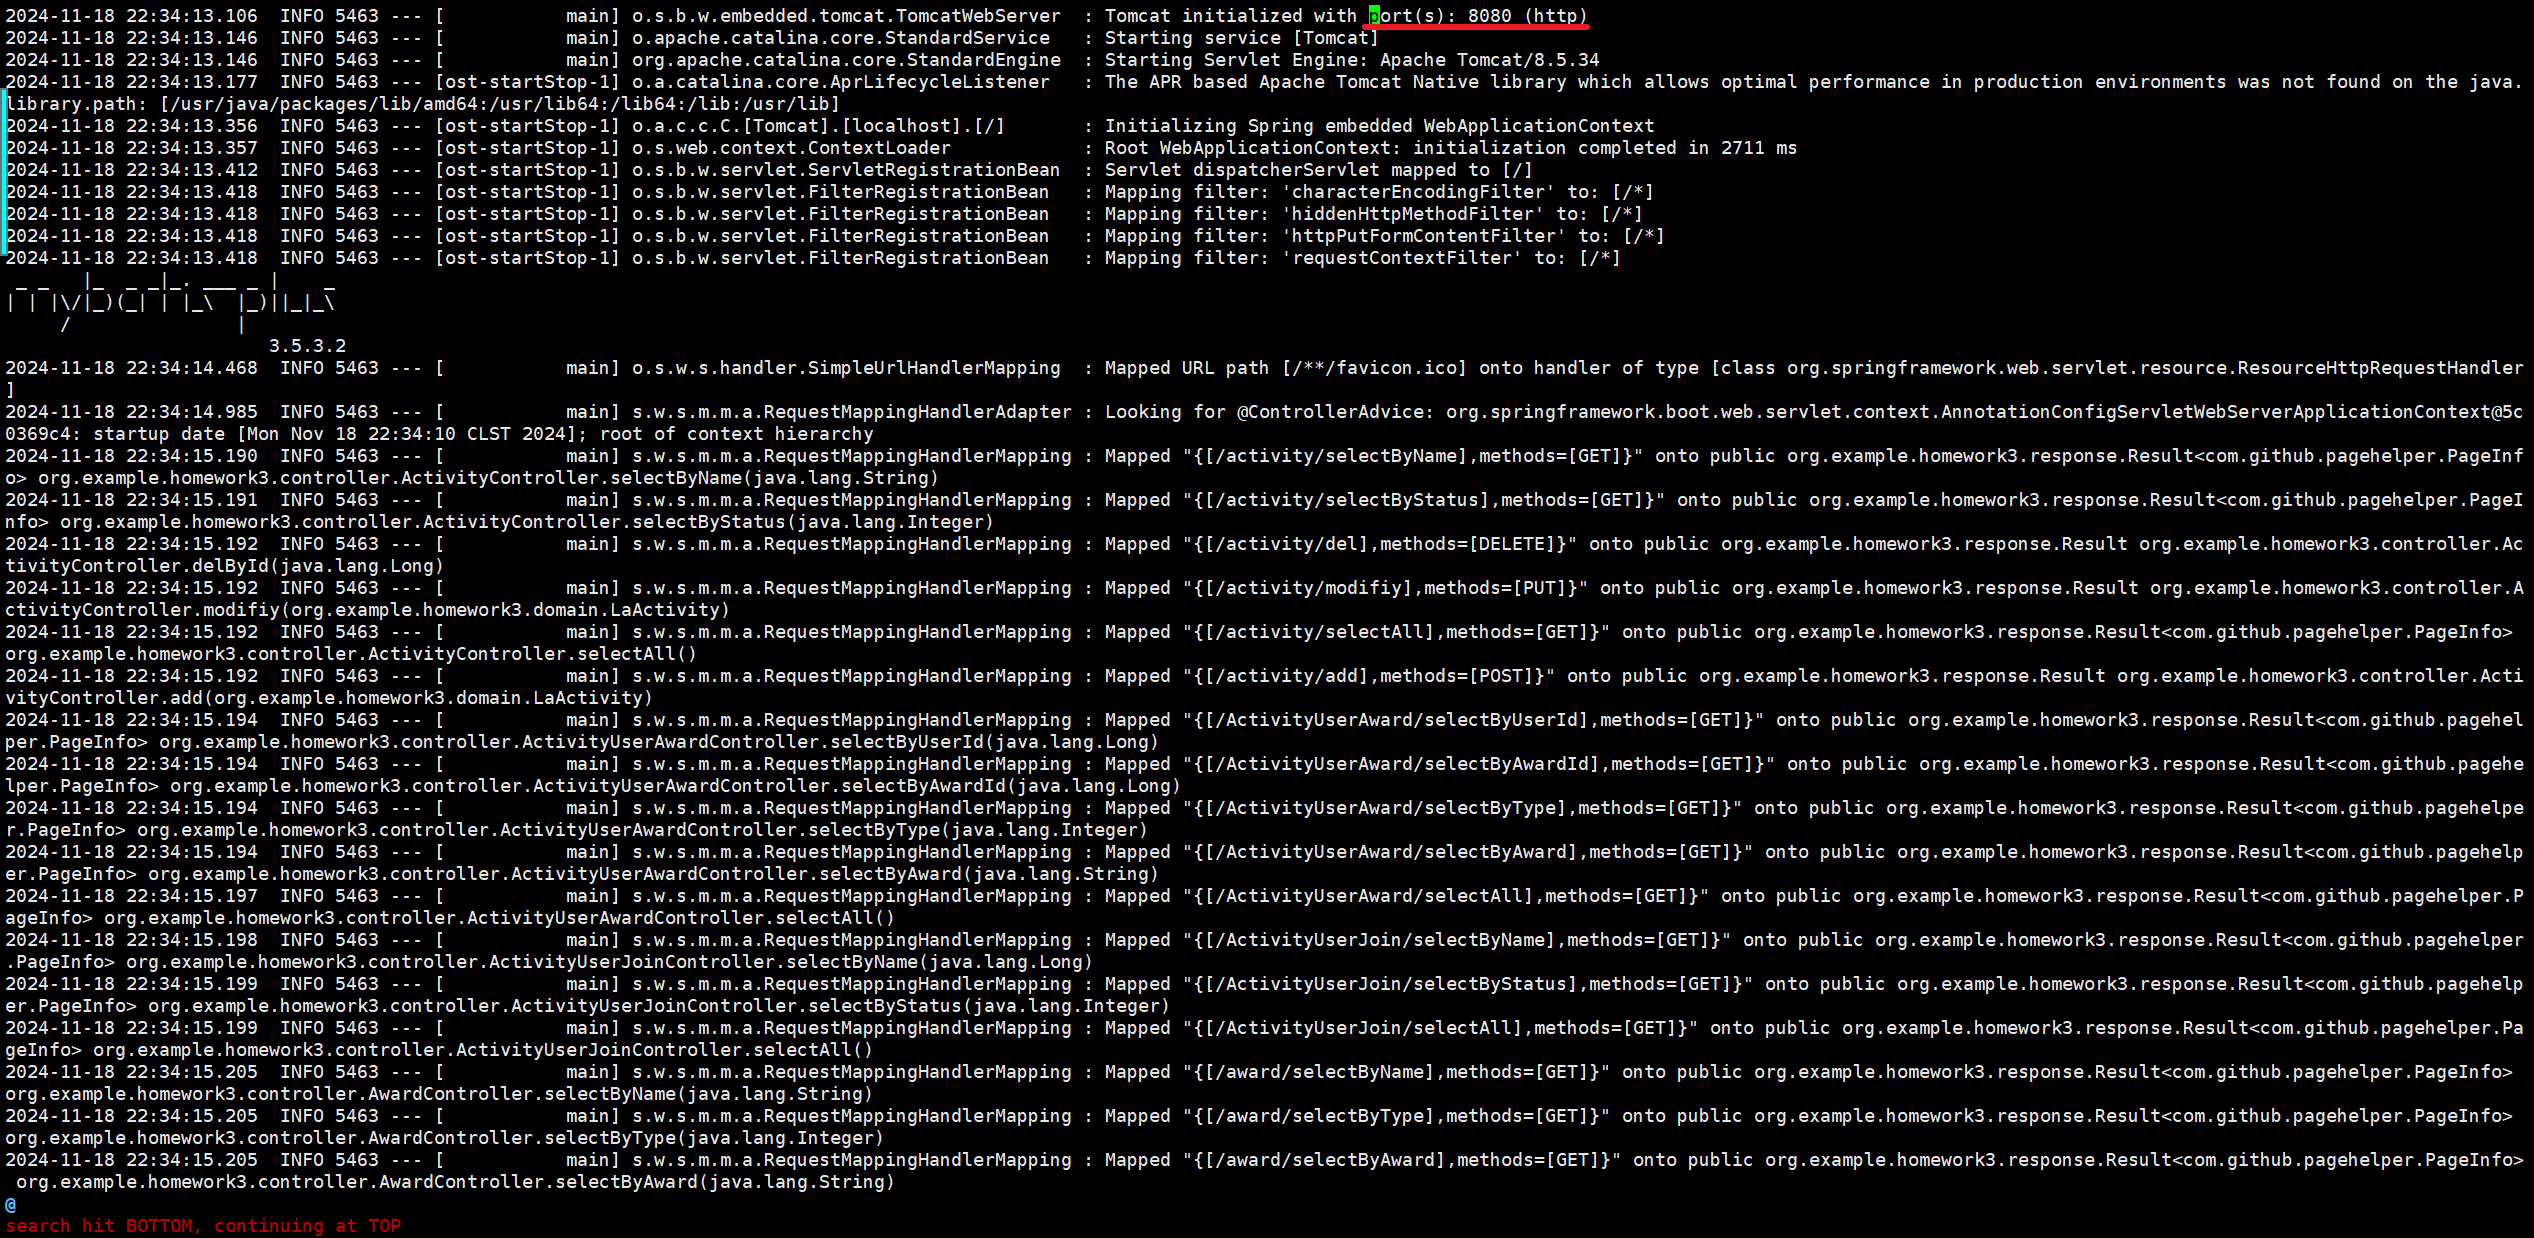 2024-11-18 22:34:13.106  INFO 5463 --- [           main] o.s.b.w.embedded.tomcat.TomcatWebServer  : Tomcat initialized with port(s): 8080 (http)
2024-11-18 22:34:13.146  INFO 5463 --- [           main] o.apache.catalina.core.StandardService   : Starting service [Tomcat]
2024-11-18 22:34:13.146  INFO 5463 --- [           main] org.apache.catalina.core.StandardEngine  : Starting Servlet Engine: Apache Tomcat/8.5.34
2024-11-18 22:34:13.177  INFO 5463 --- [ost-startStop-1] o.a.catalina.core.AprLifecycleListener   : The APR based Apache Tomcat Native library which allows optimal performance in production environments was not found on the java.
library.path: [/usr/java/packages/lib/amd64:/usr/lib64:/lib64:/lib:/usr/lib]
2024-11-18 22:34:13.356  INFO 5463 --- [ost-startStop-1] o.a.c.c.C.[Tomcat].[localhost].[/]       : Initializing Spring embedded WebApplicationContext
2024-11-18 22:34:13.357  INFO 5463 --- [ost-startStop-1] o.s.web.context.ContextLoader            : Root WebApplicationContext: initialization completed in 2711 ms
2024-11-18 22:34:13.412  INFO 5463 --- [ost-startStop-1] o.s.b.w.servlet.ServletRegistrationBean  : Servlet dispatcherServlet mapped to [/]
2024-11-18 22:34:13.418  INFO 5463 --- [ost-startStop-1] o.s.b.w.servlet.FilterRegistrationBean   : Mapping filter: 'characterEncodingFilter' to: [/*]
2024-11-18 22:34:13.418  INFO 5463 --- [ost-startStop-1] o.s.b.w.servlet.FilterRegistrationBean   : Mapping filter: 'hiddenHttpMethodFilter' to: [/*]
2024-11-18 22:34:13.418  INFO 5463 --- [ost-startStop-1] o.s.b.w.servlet.FilterRegistrationBean   : Mapping filter: 'httpPutFormContentFilter' to: [/*]
2024-11-18 22:34:13.418  INFO 5463 --- [ost-startStop-1] o.s.b.w.servlet.FilterRegistrationBean   : Mapping filter: 'requestContextFilter' to: [/*]
 _ _   |_  _ _|_. ___ _ |    _
| | |\/|_)(_| | |_\  |_)||_|_\
     /               |
                        3.5.3.2
2024-11-18 22:34:14.468  INFO 5463 --- [           main] o.s.w.s.handler.SimpleUrlHandlerMapping  : Mapped URL path [/**/favicon.ico] onto handler of type [class org.springframework.web.servlet.resource.ResourceHttpRequestHandler
]
2024-11-18 22:34:14.985  INFO 5463 --- [           main] s.w.s.m.m.a.RequestMappingHandlerAdapter : Looking for @ControllerAdvice: org.springframework.boot.web.servlet.context.AnnotationConfigServletWebServerApplicationContext@5c
0369c4: startup date [Mon Nov 18 22:34:10 CLST 2024]; root of context hierarchy
2024-11-18 22:34:15.190  INFO 5463 --- [           main] s.w.s.m.m.a.RequestMappingHandlerMapping : Mapped "{[/activity/selectByName],methods=[GET]}" onto public org.example.homework3.response.Result<com.github.pagehelper.PageInf
o> org.example.homework3.controller.ActivityController.selectByName(java.lang.String)
2024-11-18 22:34:15.191  INFO 5463 --- [           main] s.w.s.m.m.a.RequestMappingHandlerMapping : Mapped "{[/activity/selectByStatus],methods=[GET]}" onto public org.example.homework3.response.Result<com.github.pagehelper.PageI
nfo> org.example.homework3.controller.ActivityController.selectByStatus(java.lang.Integer)
2024-11-18 22:34:15.192  INFO 5463 --- [           main] s.w.s.m.m.a.RequestMappingHandlerMapping : Mapped "{[/activity/del],methods=[DELETE]}" onto public org.example.homework3.response.Result org.example.homework3.controller.Ac
tivityController.delById(java.lang.Long)
2024-11-18 22:34:15.192  INFO 5463 --- [           main] s.w.s.m.m.a.RequestMappingHandlerMapping : Mapped "{[/activity/modifiy],methods=[PUT]}" onto public org.example.homework3.response.Result org.example.homework3.controller.A
ctivityController.modifiy(org.example.homework3.domain.LaActivity)
2024-11-18 22:34:15.192  INFO 5463 --- [           main] s.w.s.m.m.a.RequestMappingHandlerMapping : Mapped "{[/activity/selectAll],methods=[GET]}" onto public org.example.homework3.response.Result<com.github.pagehelper.PageInfo>
org.example.homework3.controller.ActivityController.selectAll()
2024-11-18 22:34:15.192  INFO 5463 --- [           main] s.w.s.m.m.a.RequestMappingHandlerMapping : Mapped "{[/activity/add],methods=[POST]}" onto public org.example.homework3.response.Result org.example.homework3.controller.Acti
vityController.add(org.example.homework3.domain.LaActivity)
2024-11-18 22:34:15.194  INFO 5463 --- [           main] s.w.s.m.m.a.RequestMappingHandlerMapping : Mapped "{[/ActivityUserAward/selectByUserId],methods=[GET]}" onto public org.example.homework3.response.Result<com.github.pagehel
per.PageInfo> org.example.homework3.controller.ActivityUserAwardController.selectByUserId(java.lang.Long)
2024-11-18 22:34:15.194  INFO 5463 --- [           main] s.w.s.m.m.a.RequestMappingHandlerMapping : Mapped "{[/ActivityUserAward/selectByAwardId],methods=[GET]}" onto public org.example.homework3.response.Result<com.github.pagehe
lper.PageInfo> org.example.homework3.controller.ActivityUserAwardController.selectByAwardId(java.lang.Long)
2024-11-18 22:34:15.194  INFO 5463 --- [           main] s.w.s.m.m.a.RequestMappingHandlerMapping : Mapped "{[/ActivityUserAward/selectByType],methods=[GET]}" onto public org.example.homework3.response.Result<com.github.pagehelpe
r.PageInfo> org.example.homework3.controller.ActivityUserAwardController.selectByType(java.lang.Integer)
2024-11-18 22:34:15.194  INFO 5463 --- [           main] s.w.s.m.m.a.RequestMappingHandlerMapping : Mapped "{[/ActivityUserAward/selectByAward],methods=[GET]}" onto public org.example.homework3.response.Result<com.github.pagehelp
er.PageInfo> org.example.homework3.controller.ActivityUserAwardController.selectByAward(java.lang.String)
2024-11-18 22:34:15.197  INFO 5463 --- [           main] s.w.s.m.m.a.RequestMappingHandlerMapping : Mapped "{[/ActivityUserAward/selectAll],methods=[GET]}" onto public org.example.homework3.response.Result<com.github.pagehelper.P
ageInfo> org.example.homework3.controller.ActivityUserAwardController.selectAll()
2024-11-18 22:34:15.198  INFO 5463 --- [           main] s.w.s.m.m.a.RequestMappingHandlerMapping : Mapped "{[/ActivityUserJoin/selectByName],methods=[GET]}" onto public org.example.homework3.response.Result<com.github.pagehelper
.PageInfo> org.example.homework3.controller.ActivityUserJoinController.selectByName(java.lang.Long)
2024-11-18 22:34:15.199  INFO 5463 --- [           main] s.w.s.m.m.a.RequestMappingHandlerMapping : Mapped "{[/ActivityUserJoin/selectByStatus],methods=[GET]}" onto public org.example.homework3.response.Result<com.github.pagehelp
er.PageInfo> org.example.homework3.controller.ActivityUserJoinController.selectByStatus(java.lang.Integer)
2024-11-18 22:34:15.199  INFO 5463 --- [           main] s.w.s.m.m.a.RequestMappingHandlerMapping : Mapped "{[/ActivityUserJoin/selectAll],methods=[GET]}" onto public org.example.homework3.response.Result<com.github.pagehelper.Pa
geInfo> org.example.homework3.controller.ActivityUserJoinController.selectAll()
2024-11-18 22:34:15.205  INFO 5463 --- [           main] s.w.s.m.m.a.RequestMappingHandlerMapping : Mapped "{[/award/selectByName],methods=[GET]}" onto public org.example.homework3.response.Result<com.github.pagehelper.PageInfo>
org.example.homework3.controller.AwardController.selectByName(java.lang.String)
2024-11-18 22:34:15.205  INFO 5463 --- [           main] s.w.s.m.m.a.RequestMappingHandlerMapping : Mapped "{[/award/selectByType],methods=[GET]}" onto public org.example.homework3.response.Result<com.github.pagehelper.PageInfo>
org.example.homework3.controller.AwardController.selectByType(java.lang.Integer)
2024-11-18 22:34:15.205  INFO 5463 --- [           main] s.w.s.m.m.a.RequestMappingHandlerMapping : Mapped "{[/award/selectByAward],methods=[GET]}" onto public org.example.homework3.response.Result<com.github.pagehelper.PageInfo>
 org.example.homework3.controller.AwardController.selectByAward(java.lang.String)
@
search hit BOTTOM, continuing at TOP